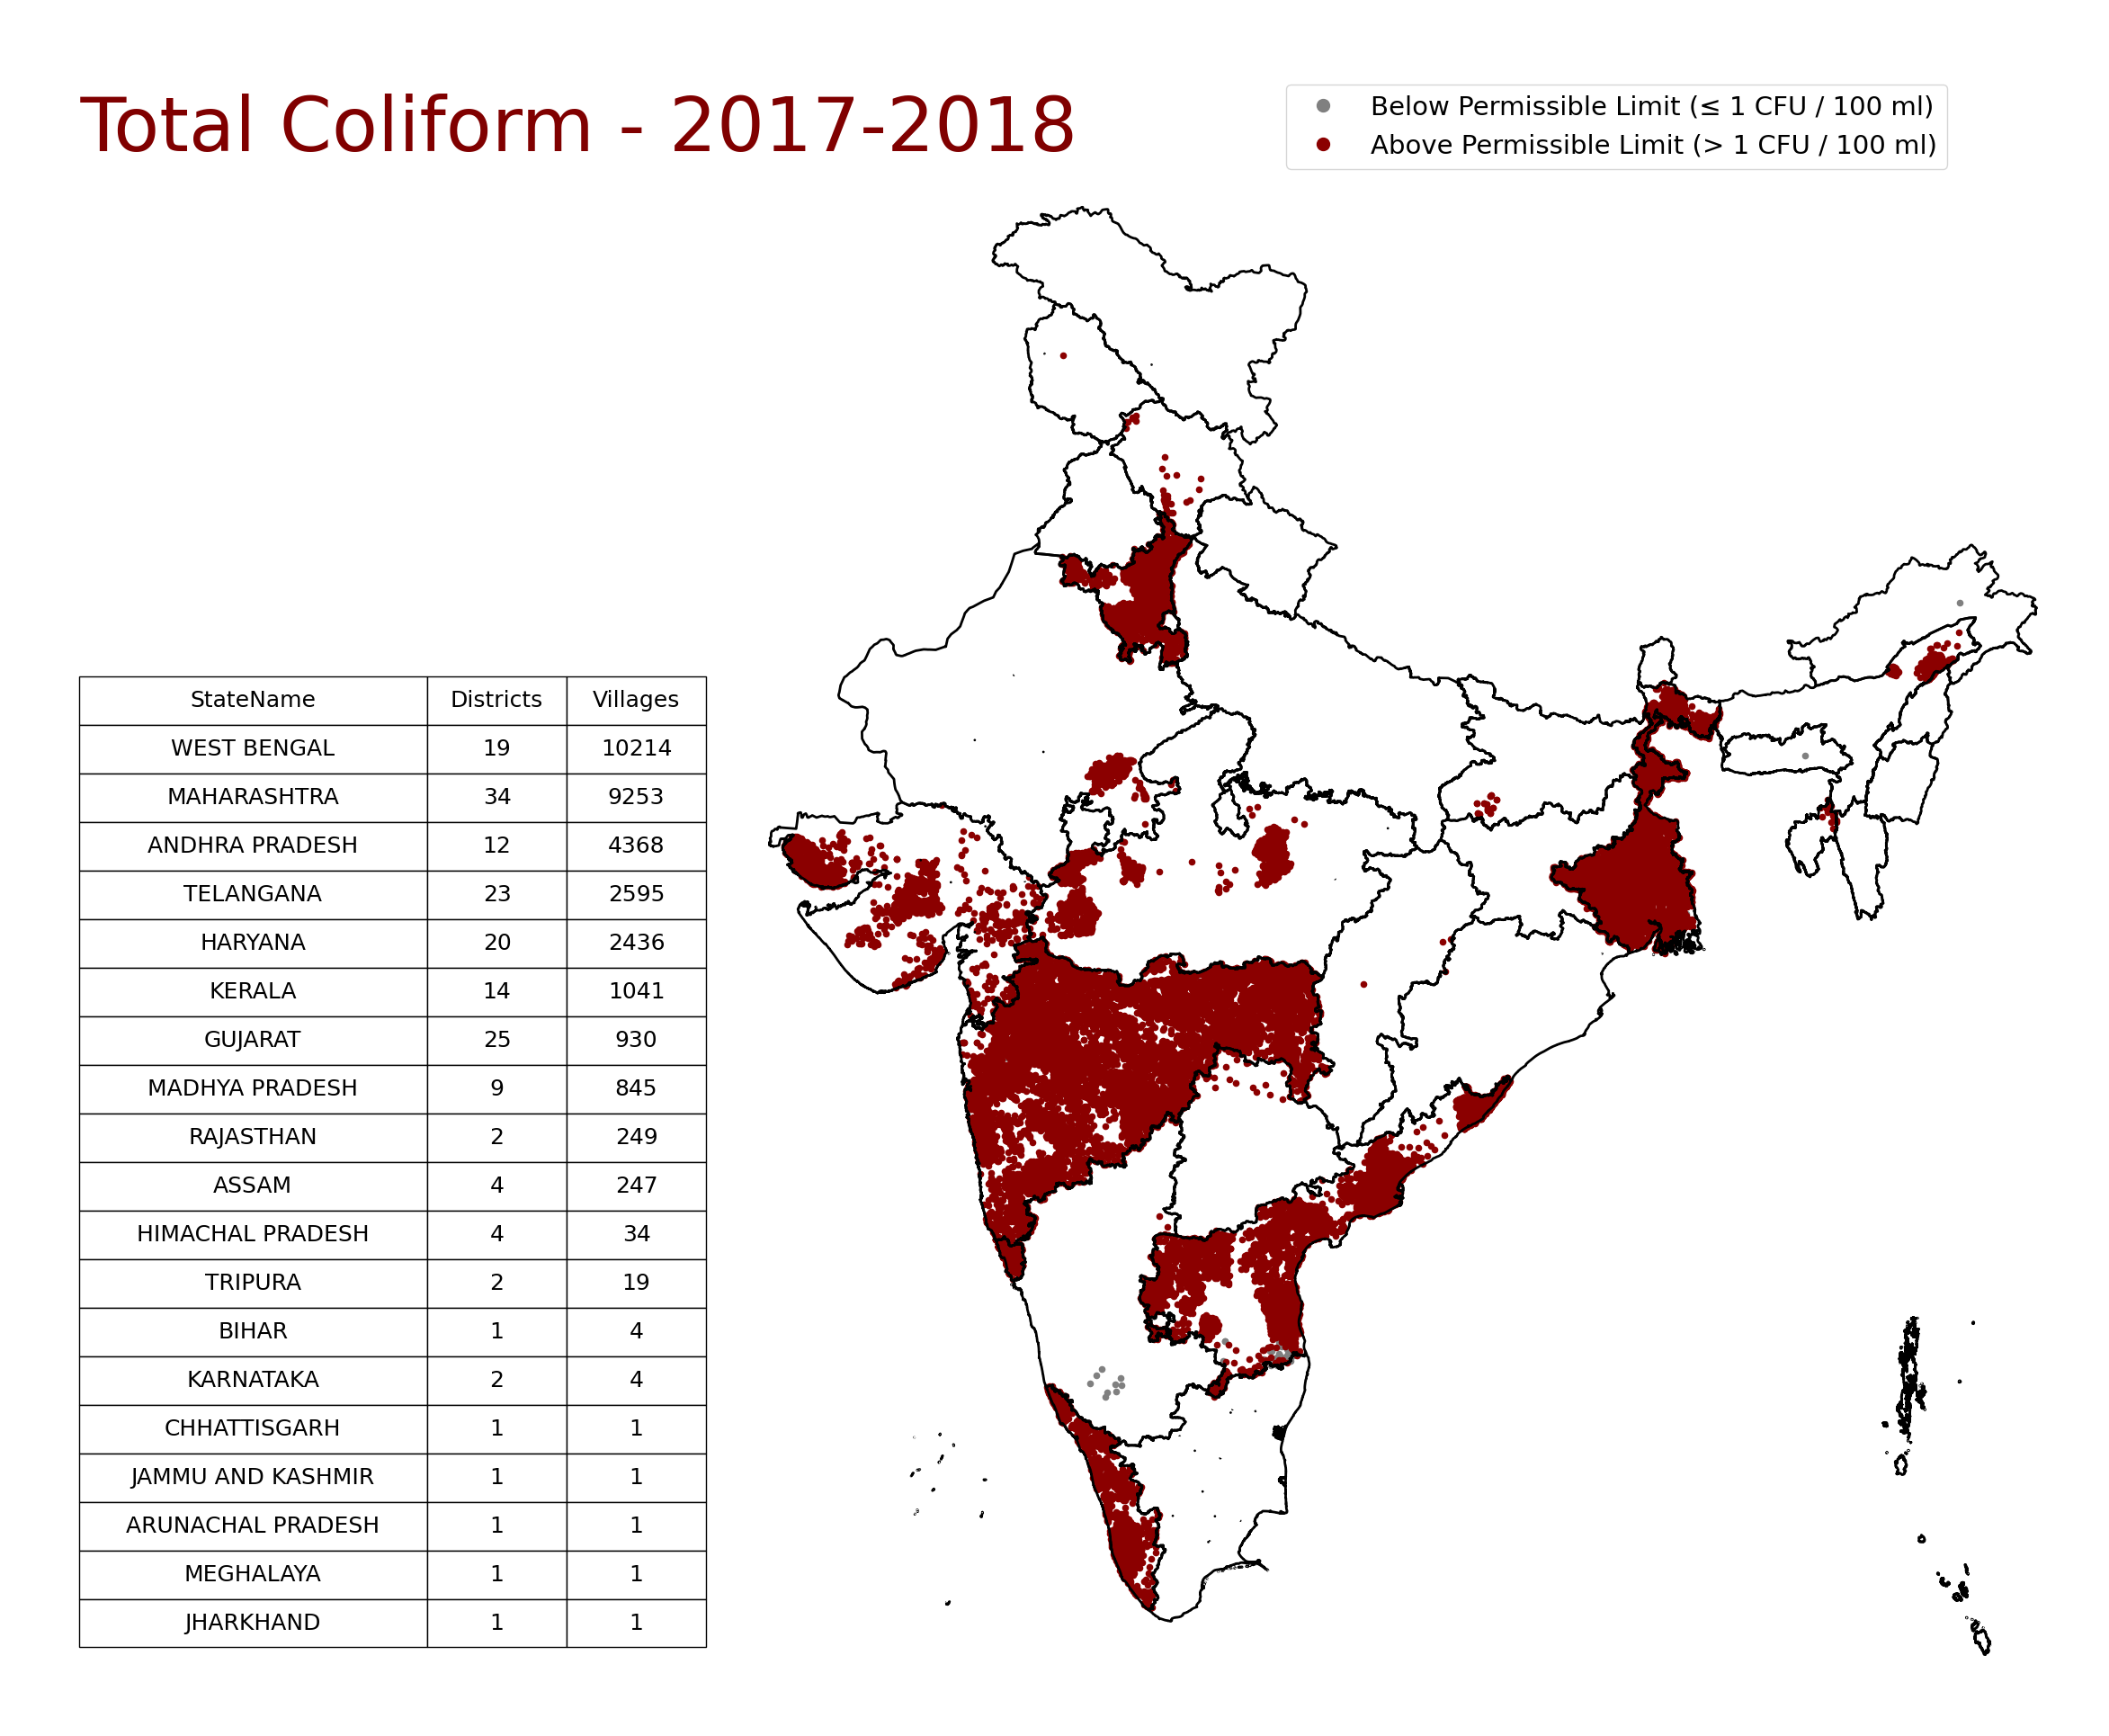 Total Coliform - 2017-2018
Below Permissible Limit (≤ 1 CFU / 100 ml)
Above Permissible Limit (> 1 CFU / 100 ml)
StateName Districts Villages
WEST BENGAL 19 10214
MAHARASHTRA 34 9253
ANDHRA PRADESH 12 4368
TELANGANA 23 2595
HARYANA 20 2436
KERALA 14 1041
GUJARAT 25 930
MADHYA PRADESH 9 845
RAJASTHAN 2 249
ASSAM 4 247
HIMACHAL PRADESH 4 34
TRIPURA 2 19
BIHAR 1 4
KARNATAKA 2 4
CHHATTISGARH 1 1
JAMMU AND KASHMIR 1 1
ARUNACHAL PRADESH 1 1
MEGHALAYA 1 1
JHARKHAND 1 1